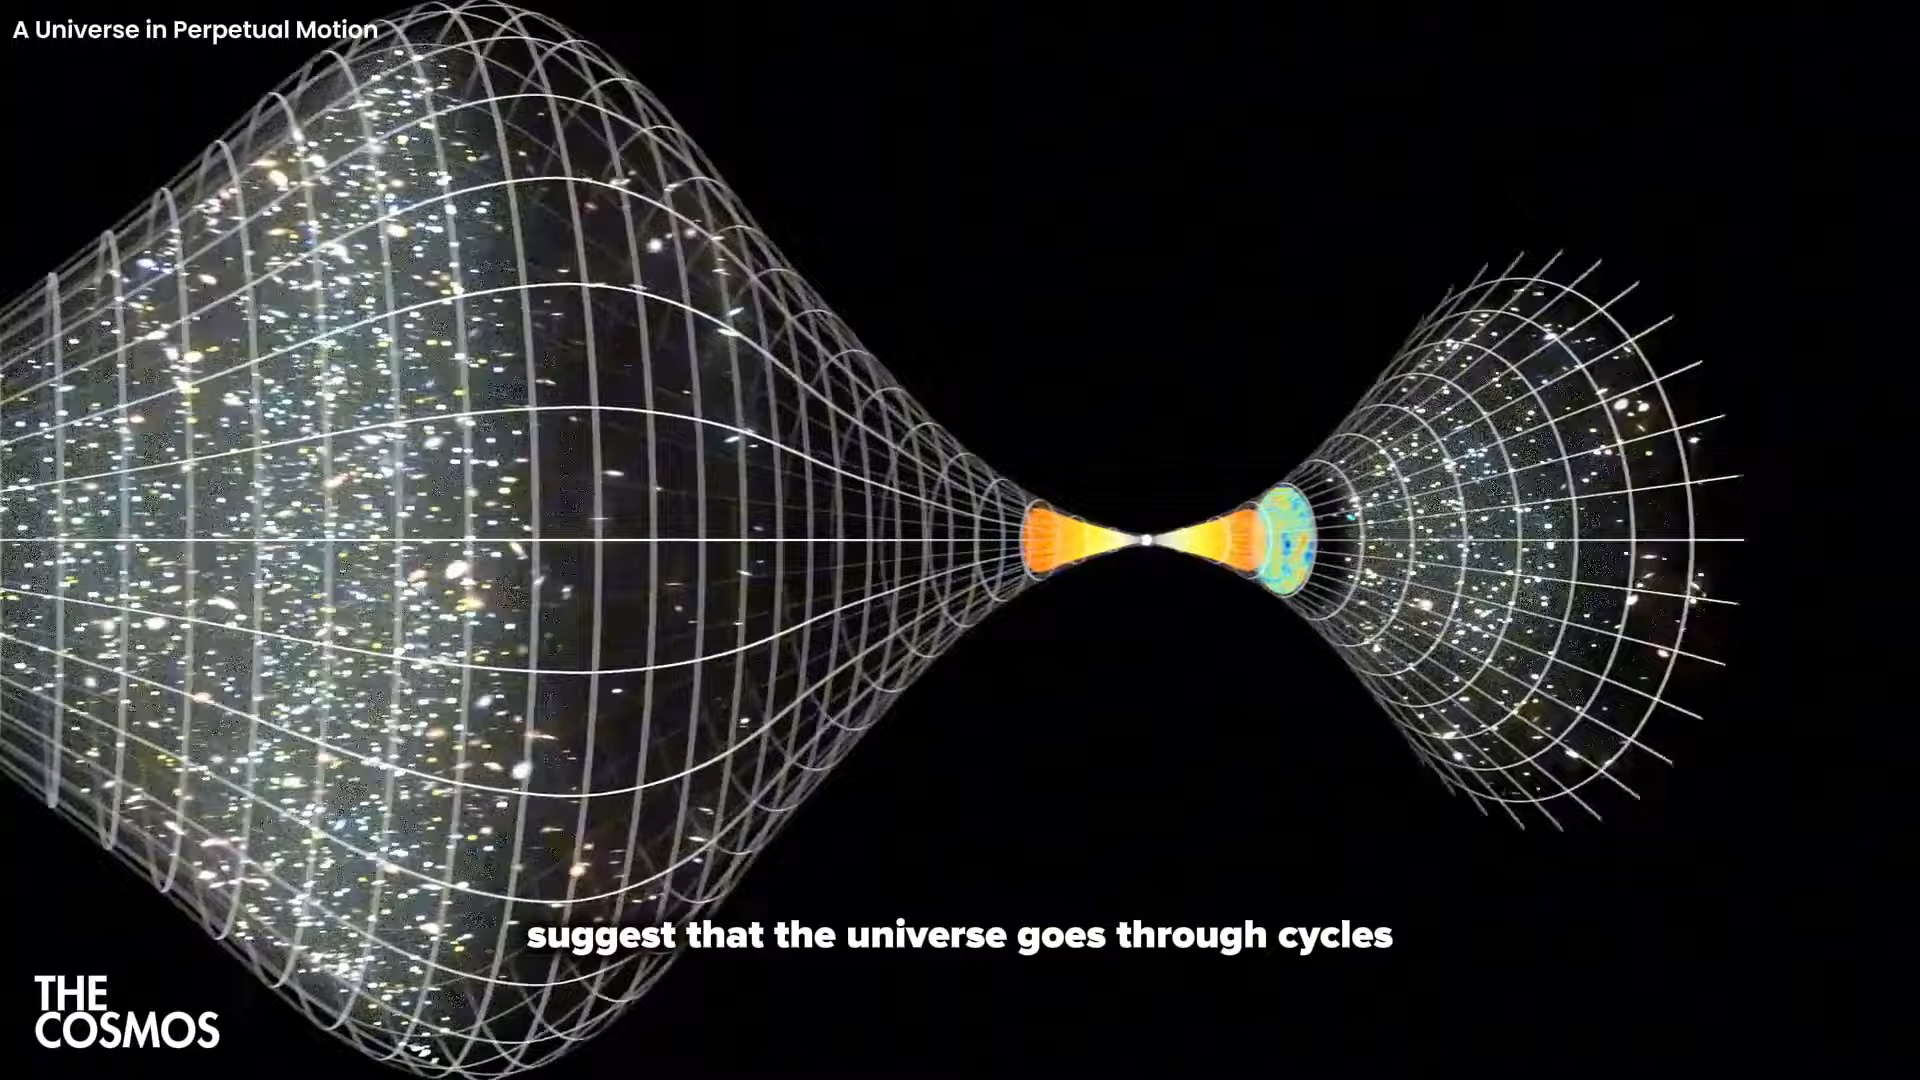 A Universe in Perpetual Motion
suggest that the universe goes through cycles
THE
COSMOS